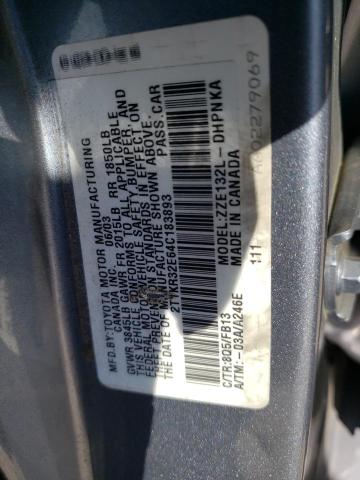 MFD.BY:TOYOTA MOTOR MANUFACTURING
CANADA INC. 06/03
GVWR 3845LB GAWR FR 2015LB RR 1850LB
THIS VEHICLE CONFORMS TO ALL APPLICABLE
FEDERAL MOTOR VEHICLE SAFETY, BUMPER, AND
THEFT PREVENTION STANDARDS IN EFFECT ON
THE DATE OF MANUFACTURE SHOWN ABOVE.
2T1KR32E64C183893 PASS.CAR
C/TR:8Q5/FB13 MODEL:ZZE132L-DHPNKA
A/TM:-03A/A246E MADE IN CANADA
111
A602279069